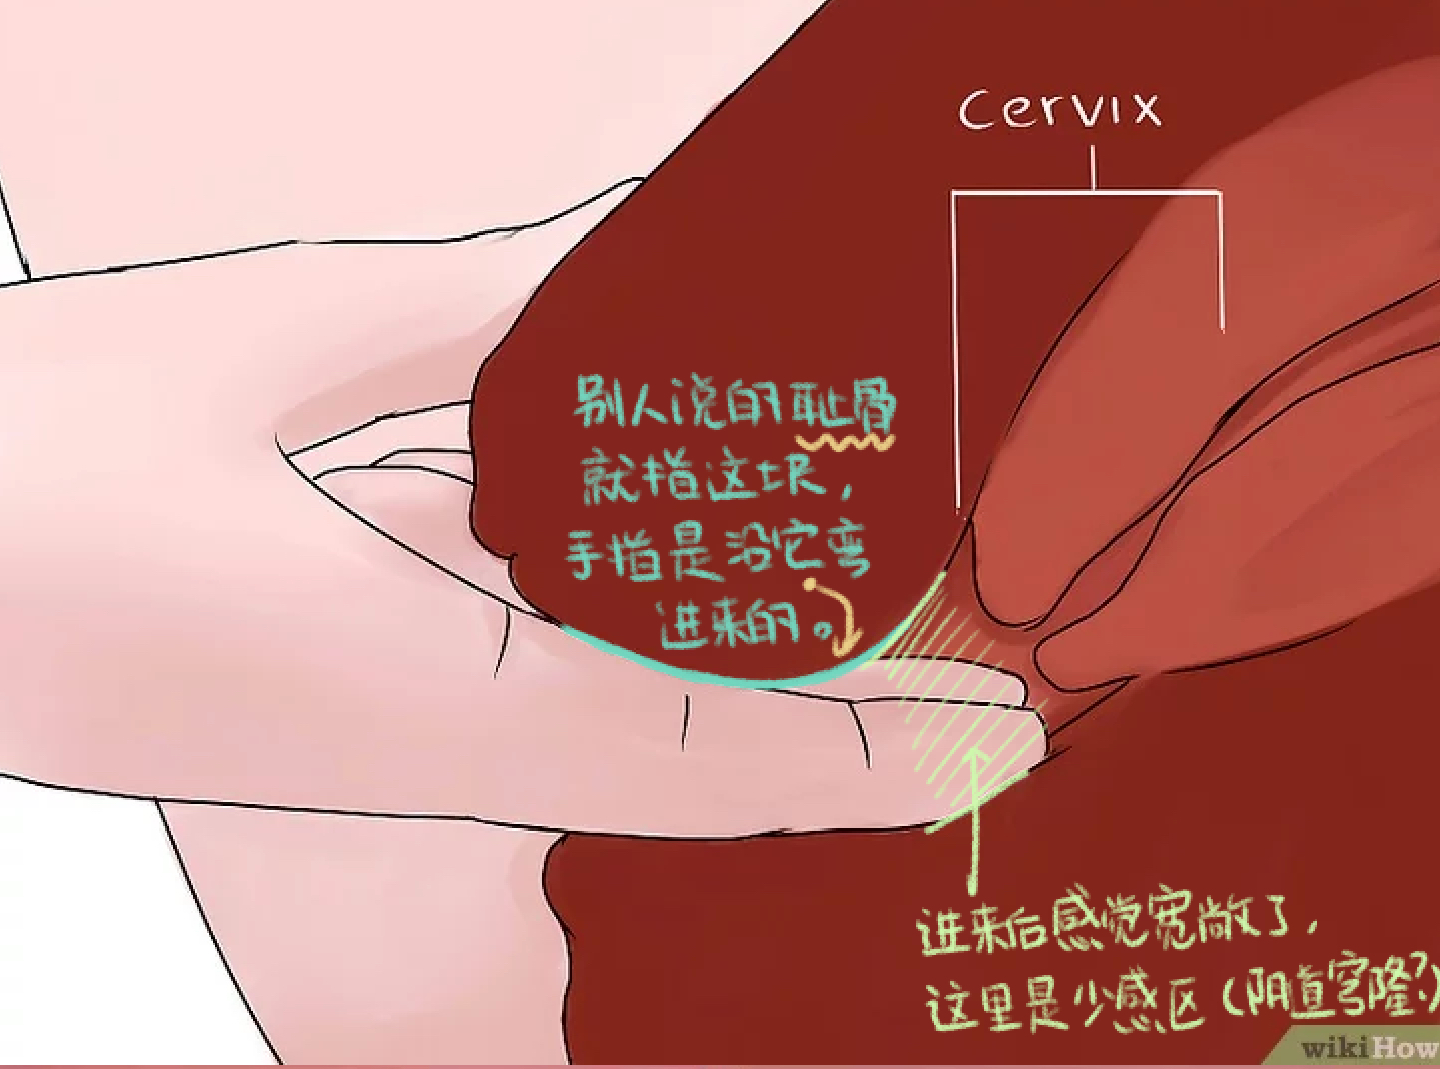 Cervix
别人说的耻骨
就指这块，
手指是沿它弯
进来的。
进来后感觉宽敞了，
这里是少感区（阴道穹隆？）
wikiHow